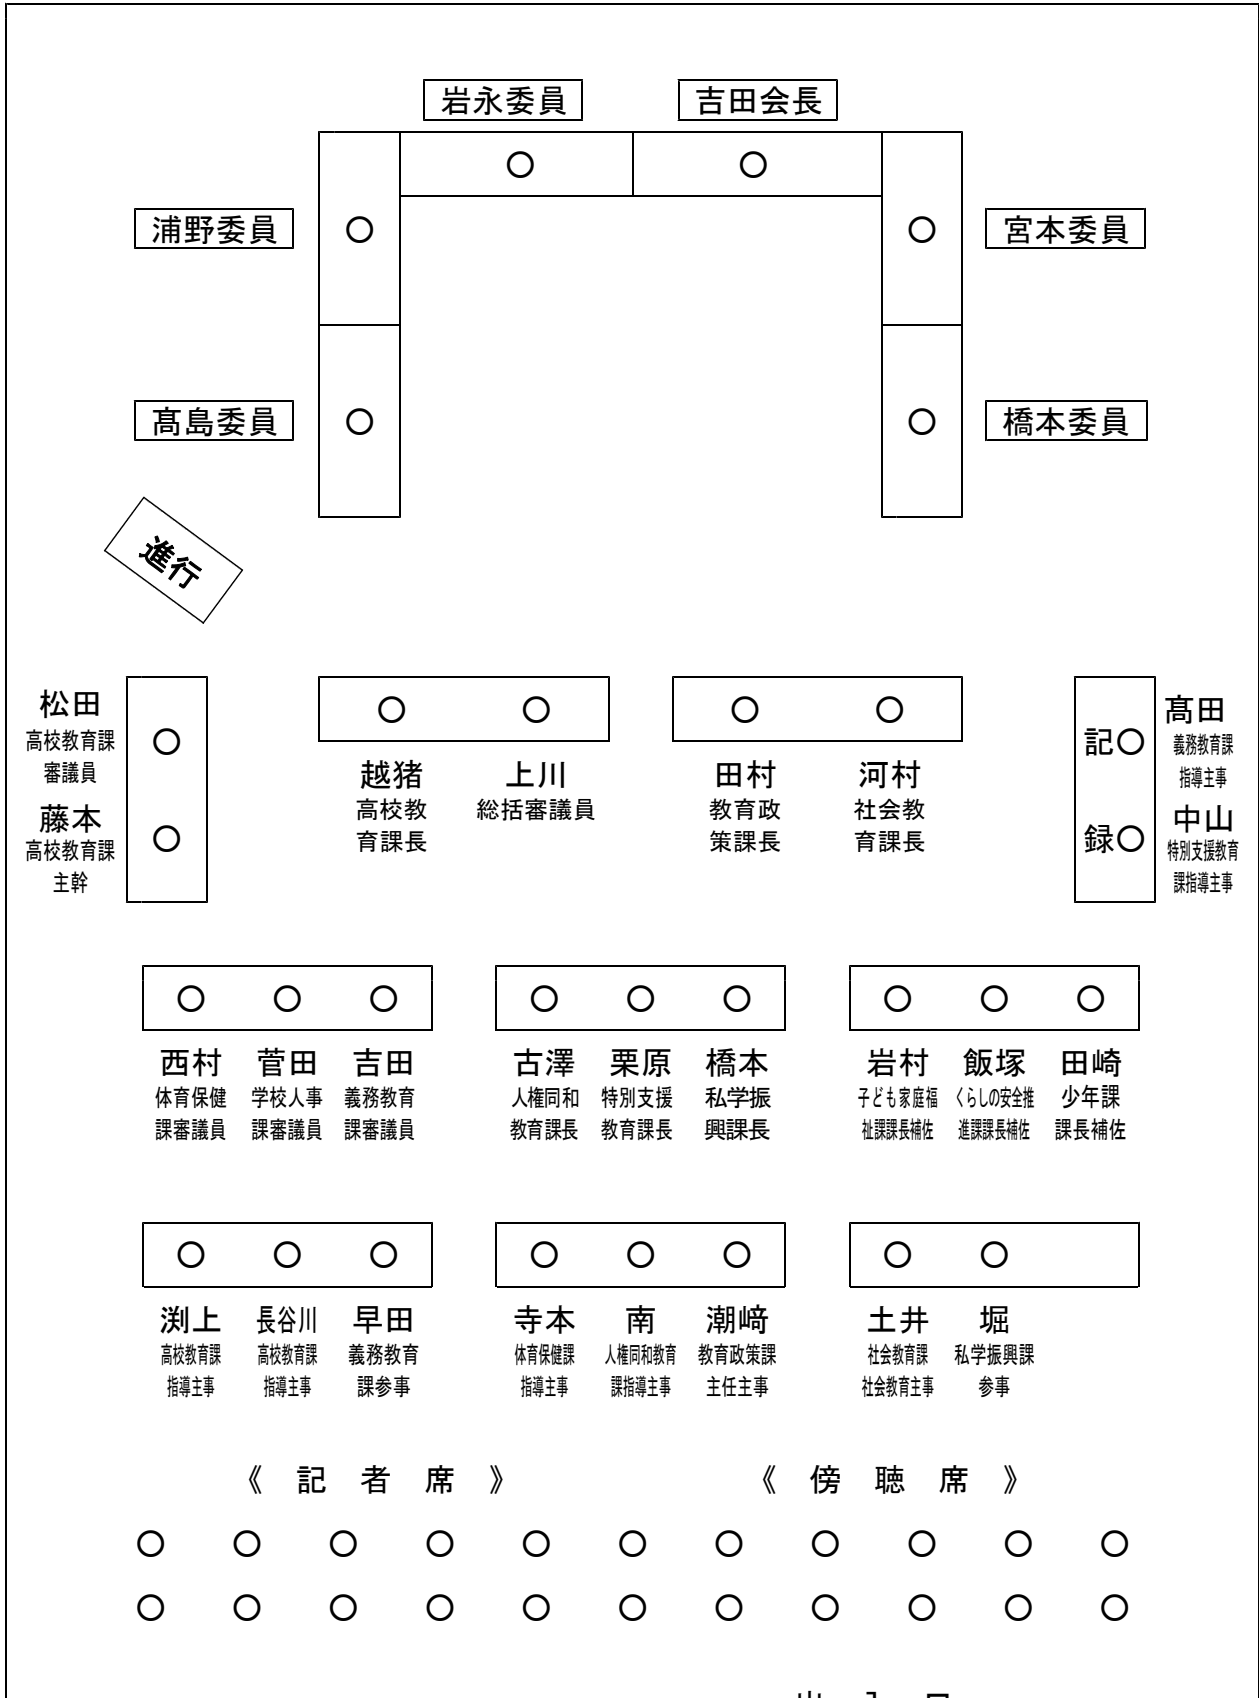 岩永委員 吉田会長
浦野委員 宮本委員
髙島委員 橋本委員
進行
松田
高校教育課
審議員
藤本
高校教育課
主幹
越猪
高校教
育課長
上川
総括審議員
田村
教育政
策課長
河村
社会教
育課長
記
録
髙田
義務教育課
指導主事
中山
特別支援教育
課指導主事
西村
体育保健
課審議員
菅田
学校人事
課審議員
吉田
義務教育
課審議員
古澤
人権同和
教育課長
栗原
特別支援
教育課長
橋本
私学振
興課長
岩村
子ども家庭福
祉課課長補佐
飯塚
くらしの安全推
進課課長補佐
田崎
少年課
課長補佐
渕上
高校教育課
指導主事
長谷川
高校教育課
指導主事
早田
義務教育
課参事
寺本
体育保健課
指導主事
南
人権同和教育
課指導主事
潮﨑
教育政策課
主任主事
土井
社会教育課
社会教育主事
堀
私学振興課
参事
《 記 者 席 》 《 傍 聴 席 》